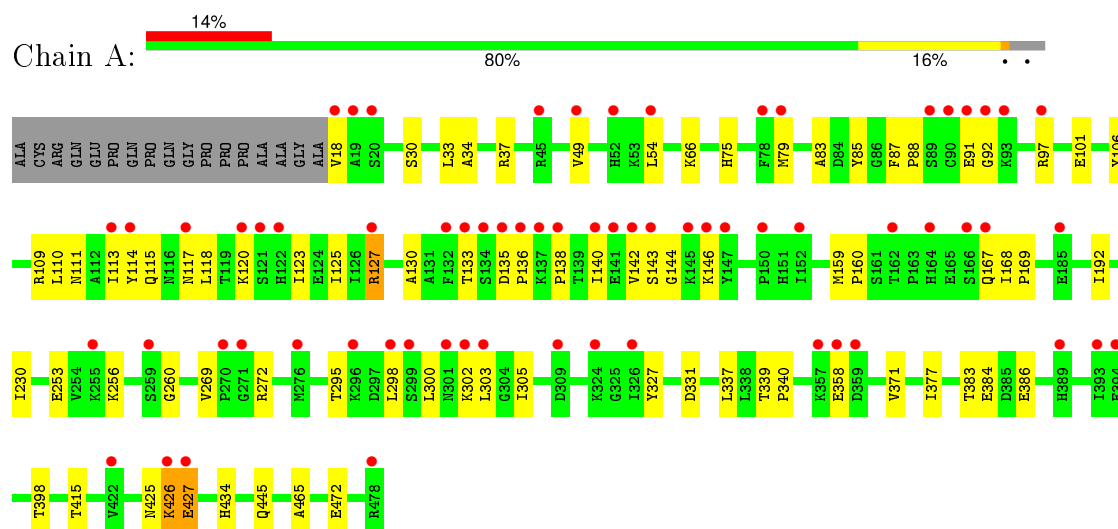 14%
Chain A:
80% 16% • •
ALA CYS ARG GLN GLU PRO GLN PRO GLN GLY PRO PRO PRO ALA ALA GLY ALA V18 A19 S20 S30 L33 A34 R37 R45 V49 H52 K53 L54 K66 H75 F78 M79 A83 D84 Y85 G86 F87 P88 S89 G90 E91 G92 K93 R97 E101 Y106
R109 L110 N111 A112 I113 Y114 Q115 N116 N117 L118 T119 K120 S121 H122 I123 E124 I125 I126 R127 A130 A131 F132 T133 S134 D135 P136 K137 P138 T139 I140 E141 V142 S143 G144 K145 K146 Y147 P150 H151 I152 M159 P160 S161 T162 P163 H164 E165 S166 Q167 I168 P169 E185 I192
I230 E253 V254 K255 K256 S259 G260 V269 P270 G271 R272 M276 T295 K296 D297 L298 S299 L300 N301 K302 L303 G304 I305 D309 K324 G325 I326 Y327 D331 L337 L338 T339 P340 K357 E358 D359 V371 I377 T383 E384 D385 E386 H389 I393
T398 T415 V422 N425 K426 E427 H434 Q445 A465 E472 R478